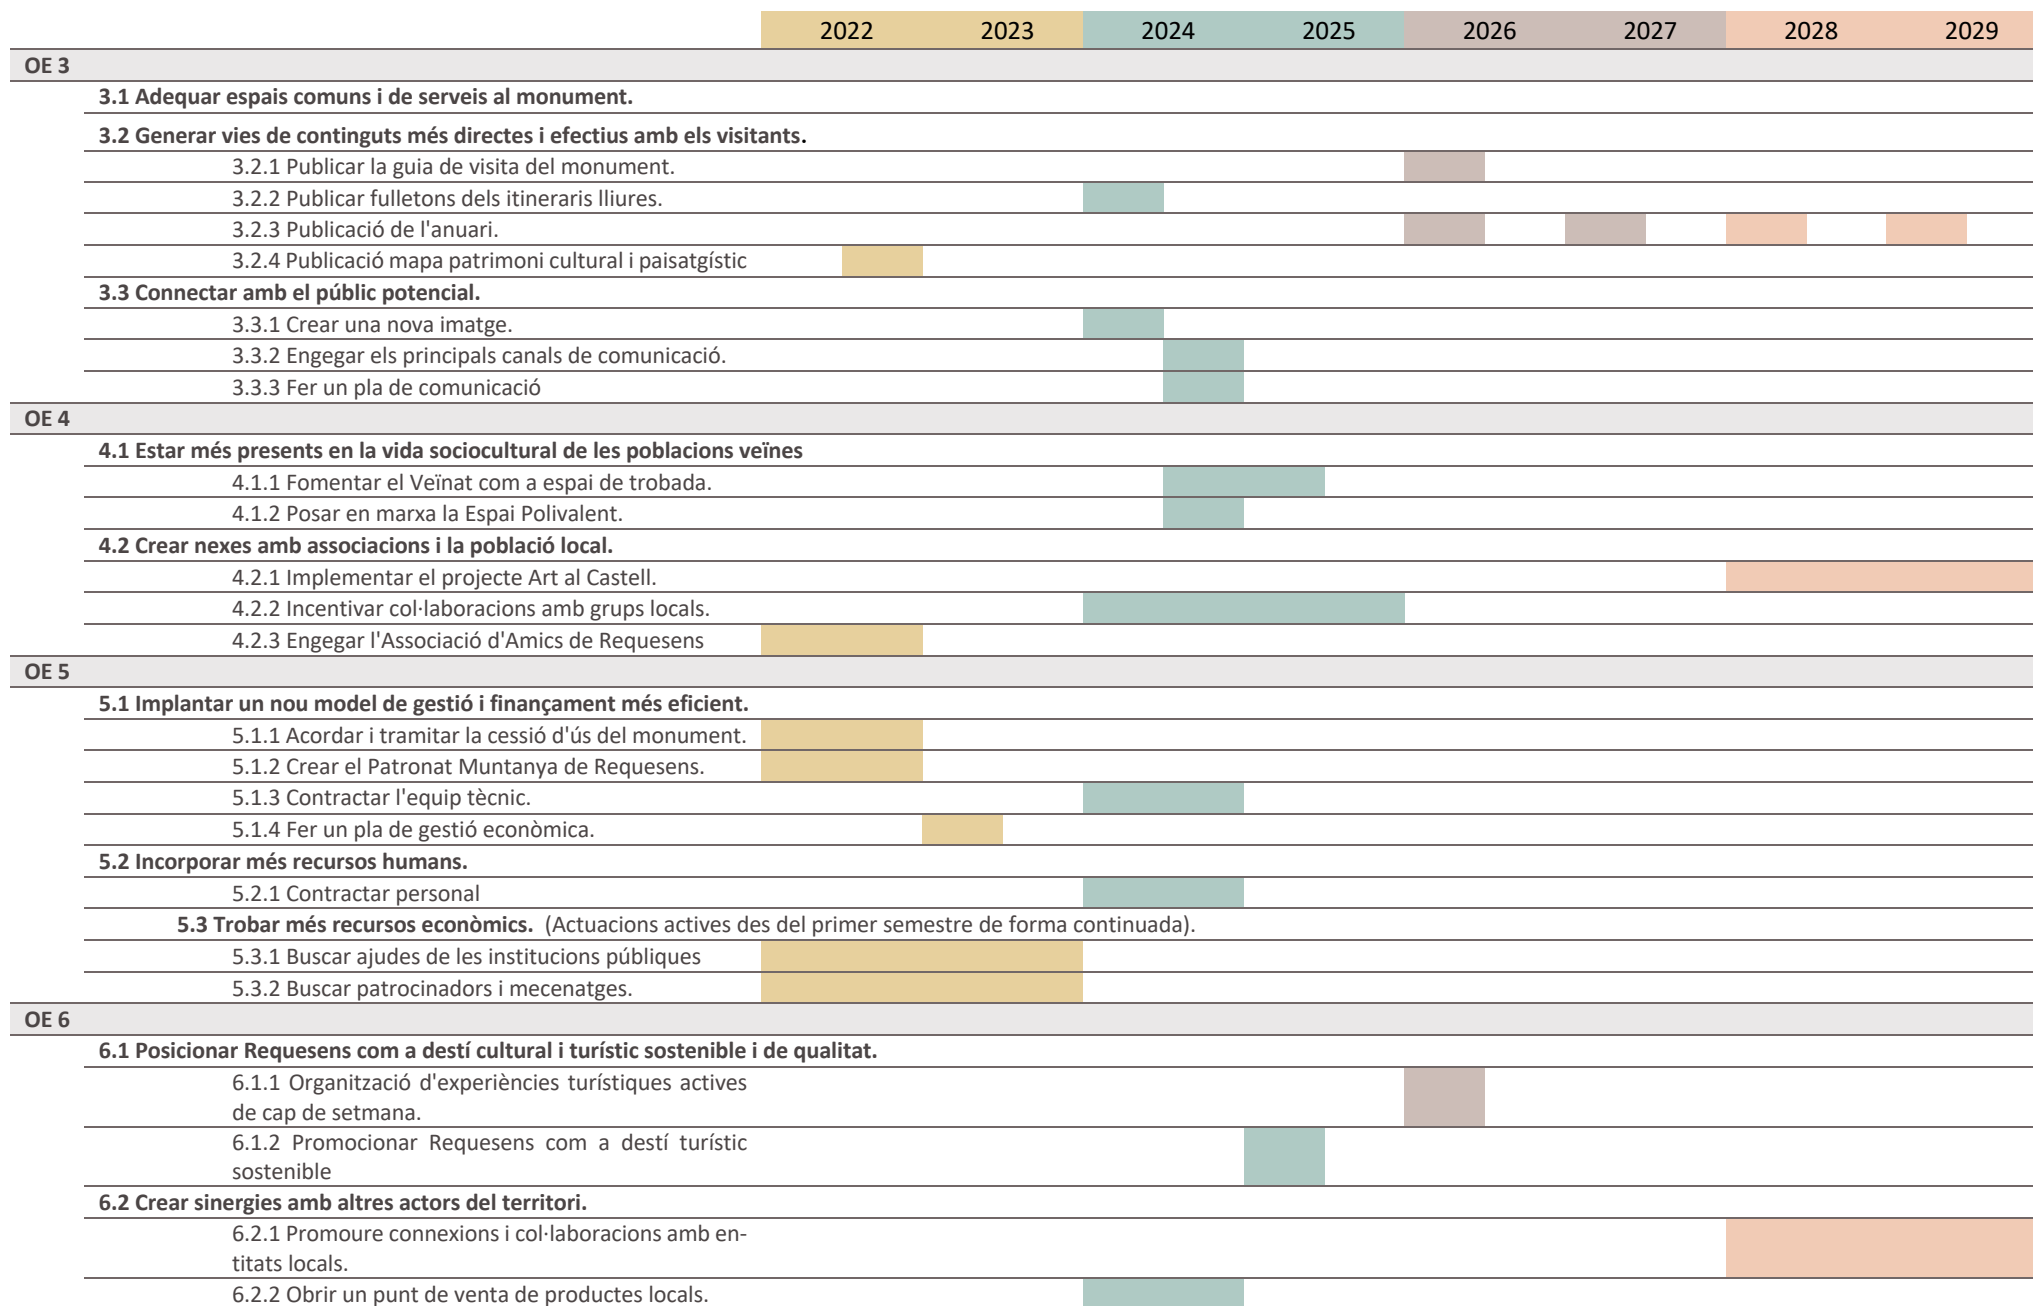 2022 2023 2024 2025 2026 2027 2028 2029
OE 3
3.1 Adequar espais comuns i de serveis al monument.
3.2 Generar vies de continguts més directes i efectius amb els visitants.
3.2.1 Publicar la guia de visita del monument.
3.2.2 Publicar fulletons dels itineraris lliures.
3.2.3 Publicació de l'anuari.
3.2.4 Publicació mapa patrimoni cultural i paisatgístic
3.3 Connectar amb el públic potencial.
3.3.1 Crear una nova imatge.
3.3.2 Engegar els principals canals de comunicació.
3.3.3 Fer un pla de comunicació
OE 4
4.1 Estar més presents en la vida sociocultural de les poblacions veïnes
4.1.1 Fomentar el Veïnat com a espai de trobada.
4.1.2 Posar en marxa la Espai Polivalent.
4.2 Crear nexes amb associacions i la població local.
4.2.1 Implementar el projecte Art al Castell.
4.2.2 Incentivar col·laboracions amb grups locals.
4.2.3 Engegar l'Associació d'Amics de Requesens
OE 5
5.1 Implantar un nou model de gestió i finançament més eficient.
5.1.1 Acordar i tramitar la cessió d'ús del monument.
5.1.2 Crear el Patronat Muntanya de Requesens.
5.1.3 Contractar l'equip tècnic.
5.1.4 Fer un pla de gestió econòmica.
5.2 Incorporar més recursos humans.
5.2.1 Contractar personal
5.3 Trobar més recursos econòmics. (Actuacions actives des del primer semestre de forma continuada).
5.3.1 Buscar ajudes de les institucions públiques
5.3.2 Buscar patrocinadors i mecenatges.
OE 6
6.1 Posicionar Requesens com a destí cultural i turístic sostenible i de qualitat.
6.1.1 Organització d'experiències turístiques actives
de cap de setmana.
6.1.2 Promocionar Requesens com a destí turístic
sostenible
6.2 Crear sinergies amb altres actors del territori.
6.2.1 Promoure connexions i col·laboracions amb en-
titats locals.
6.2.2 Obrir un punt de venta de productes locals.